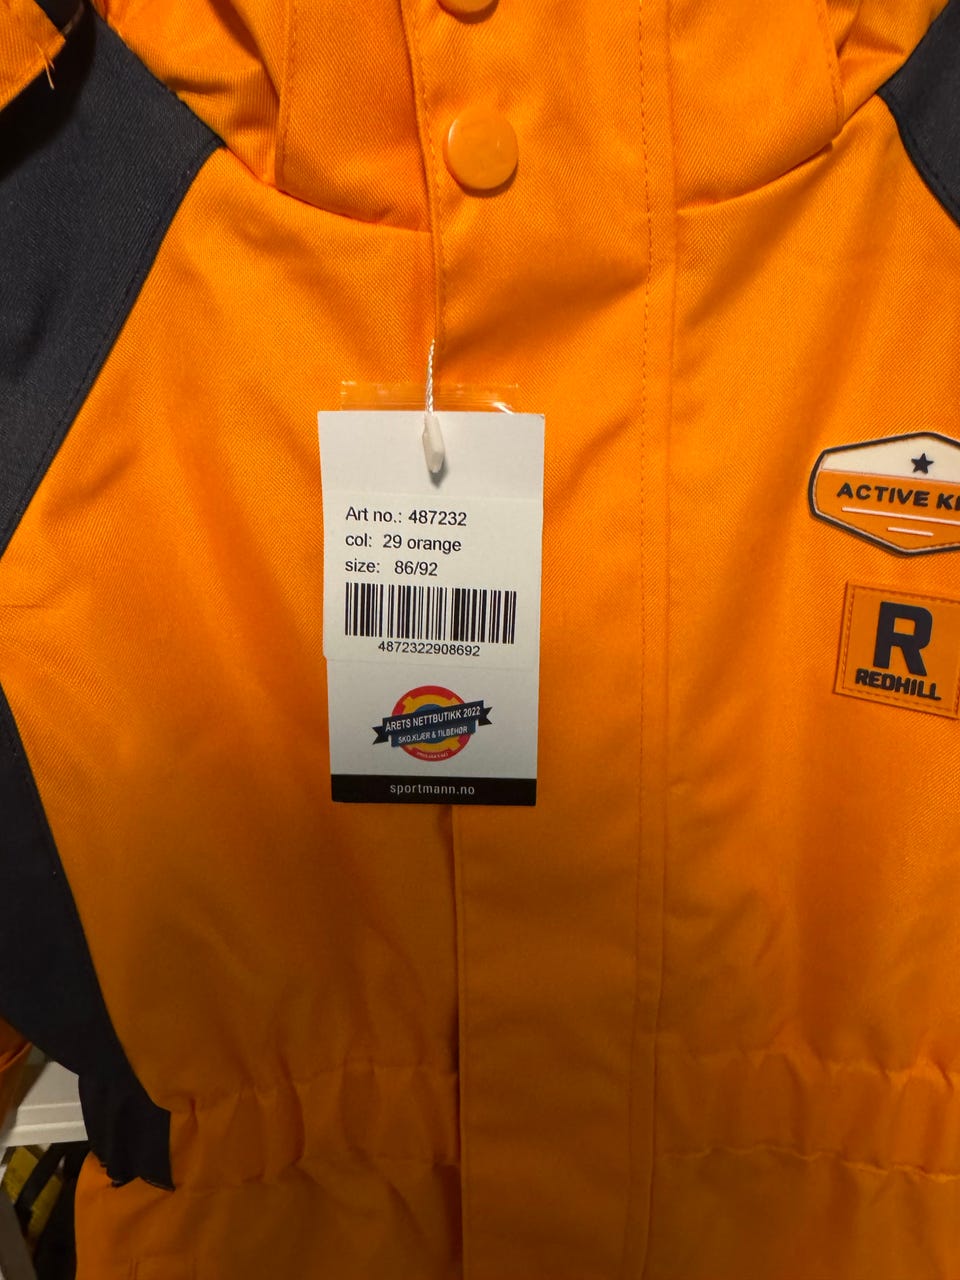 Art no.: 487232
col: 29 orange
size: 86/92
4872322908692
ÅRETS NETTBUTIKK 2022
SKO, KLÆR & TILBEHØR
sportmann.no
ACTIVE
R
REDHILL